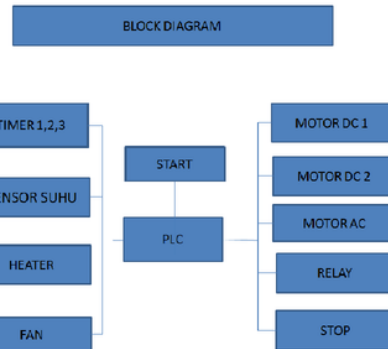 BLOCK DIAGRAM
TIMER 1,2,3
START
MOTOR DC 1
MOTOR DC 2
ENSOR SUHU
PLC
MOTOR AC
HEATER
RELAY
FAN
STOP